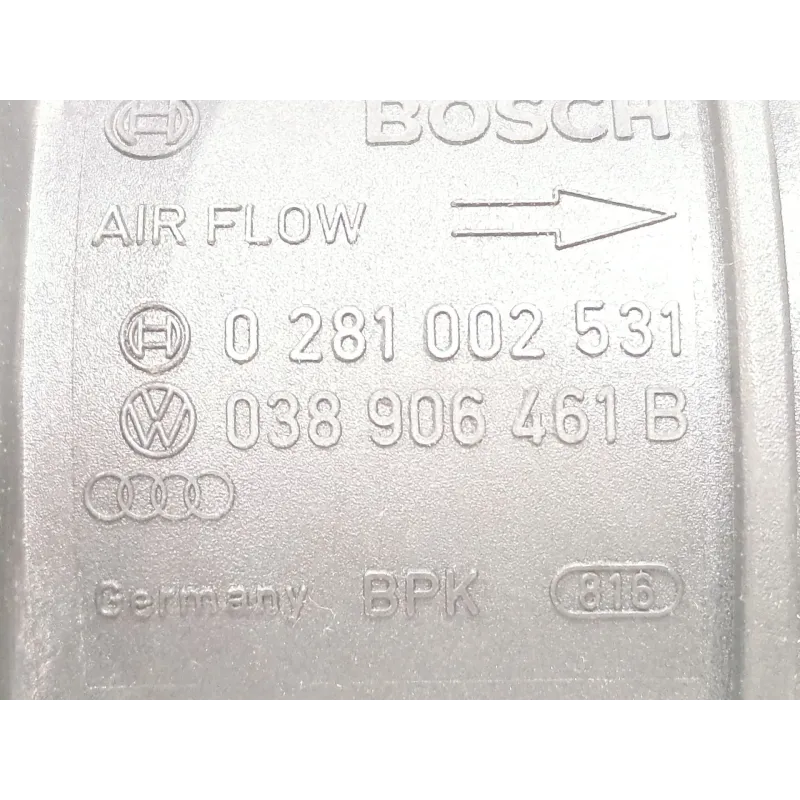 BOSCH
AIR FLOW
0 281 002 531
038 906 461 B
Germany BPK 816